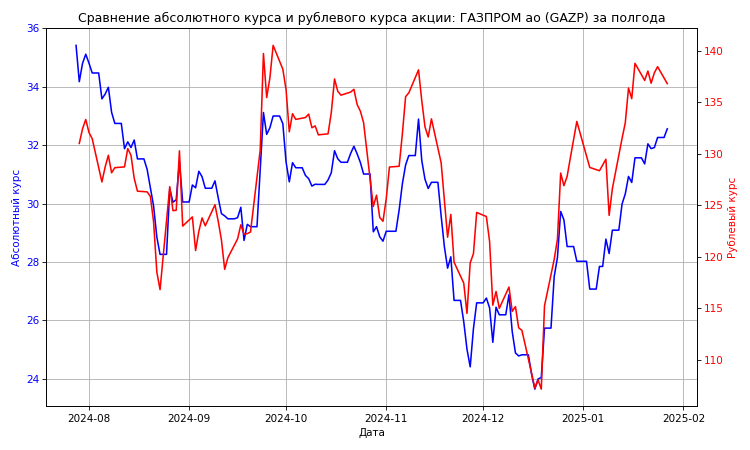 Сравнение абсолютного курса и рублевого курса акции: ГАЗПРОМ ао (GAZP) за полгода
36
34
32
30
28
26
24
Абсолютный курс
140
135
130
125
120
115
110
Рублевый курс
2024-08 2024-09 2024-10 2024-11 2024-12 2025-01 2025-02
Дата